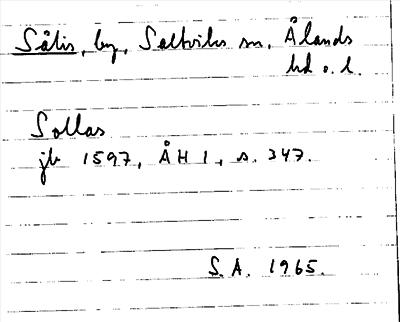 Sålis, by, Saltviks sn, Ålands
hd o. l.
Sollas
jb 1597, ÅH 1, s. 347.
S.A. 1965.